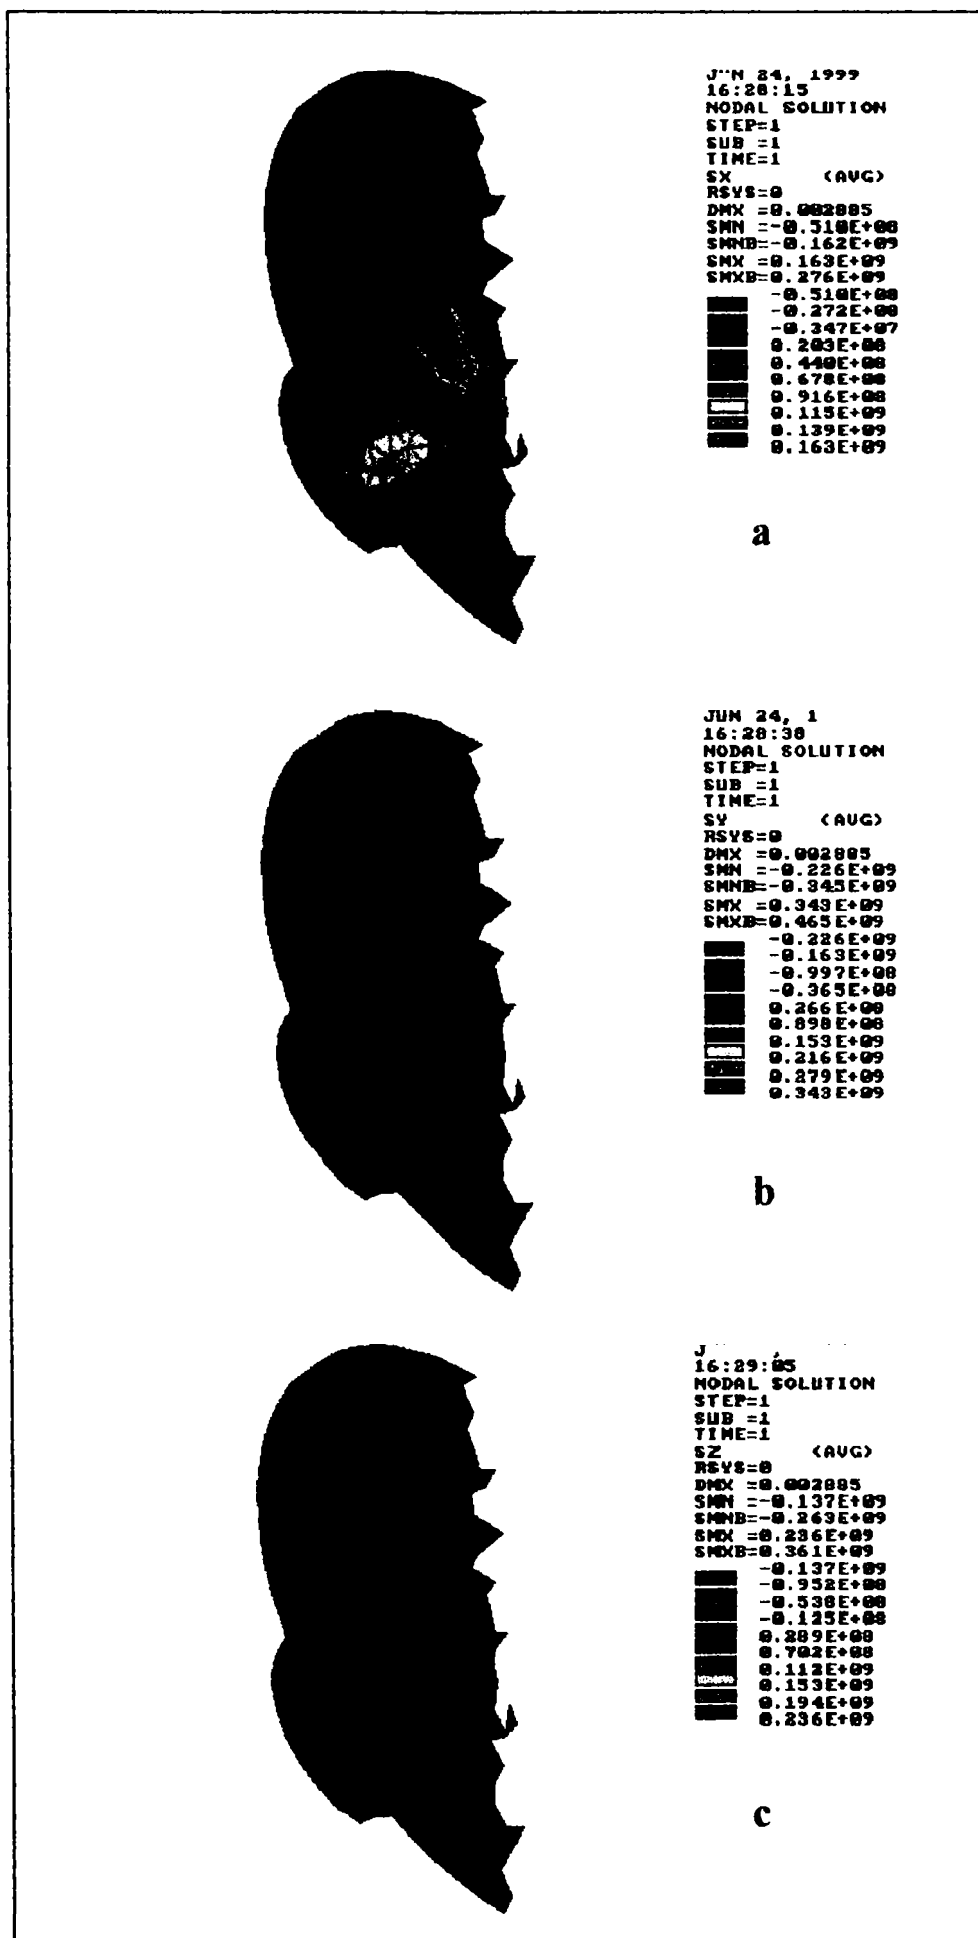 24, 1999
16:28:15
NODAL SOLUTION
STEP=1
SUB =1
TIME=1
SX (AVG)
RSYS=0
DMX =0.002885
SMN =-0.510E+08
SMNB=-0.162E+09
SMX =0.163E+09
SMXB=0.276E+09
-0.510E+08
-0.272E+08
-0.347E+07
0.203E+08
0.440E+08
0.678E+08
0.916E+08
0.115E+09
0.139E+09
0.163E+09
a
JUN 24, 1
16:28:38
NODAL SOLUTION
STEP=1
SUB =1
TIME=1
SY (AVG)
RSYS=0
DMX =0.002885
SMN =-0.226E+09
SMNB=-0.345E+09
SMX =0.343E+09
SMXB=0.465E+09
-0.226E+09
-0.163E+09
-0.997E+08
-0.365E+08
0.266E+08
0.898E+08
0.153E+09
0.216E+09
0.279E+09
0.343E+09
b
J
16:29:05
NODAL SOLUTION
STEP=1
SUB =1
TIME=1
SZ (AVG)
RSYS=0
DMX =0.002885
SMN =-0.137E+09
SMNB=-0.263E+09
SMX =0.236E+09
SMXB=0.361E+09
-0.137E+09
-0.952E+08
-0.538E+08
-0.125E+08
0.289E+08
0.702E+08
0.112E+09
0.153E+09
0.194E+09
0.236E+09
c